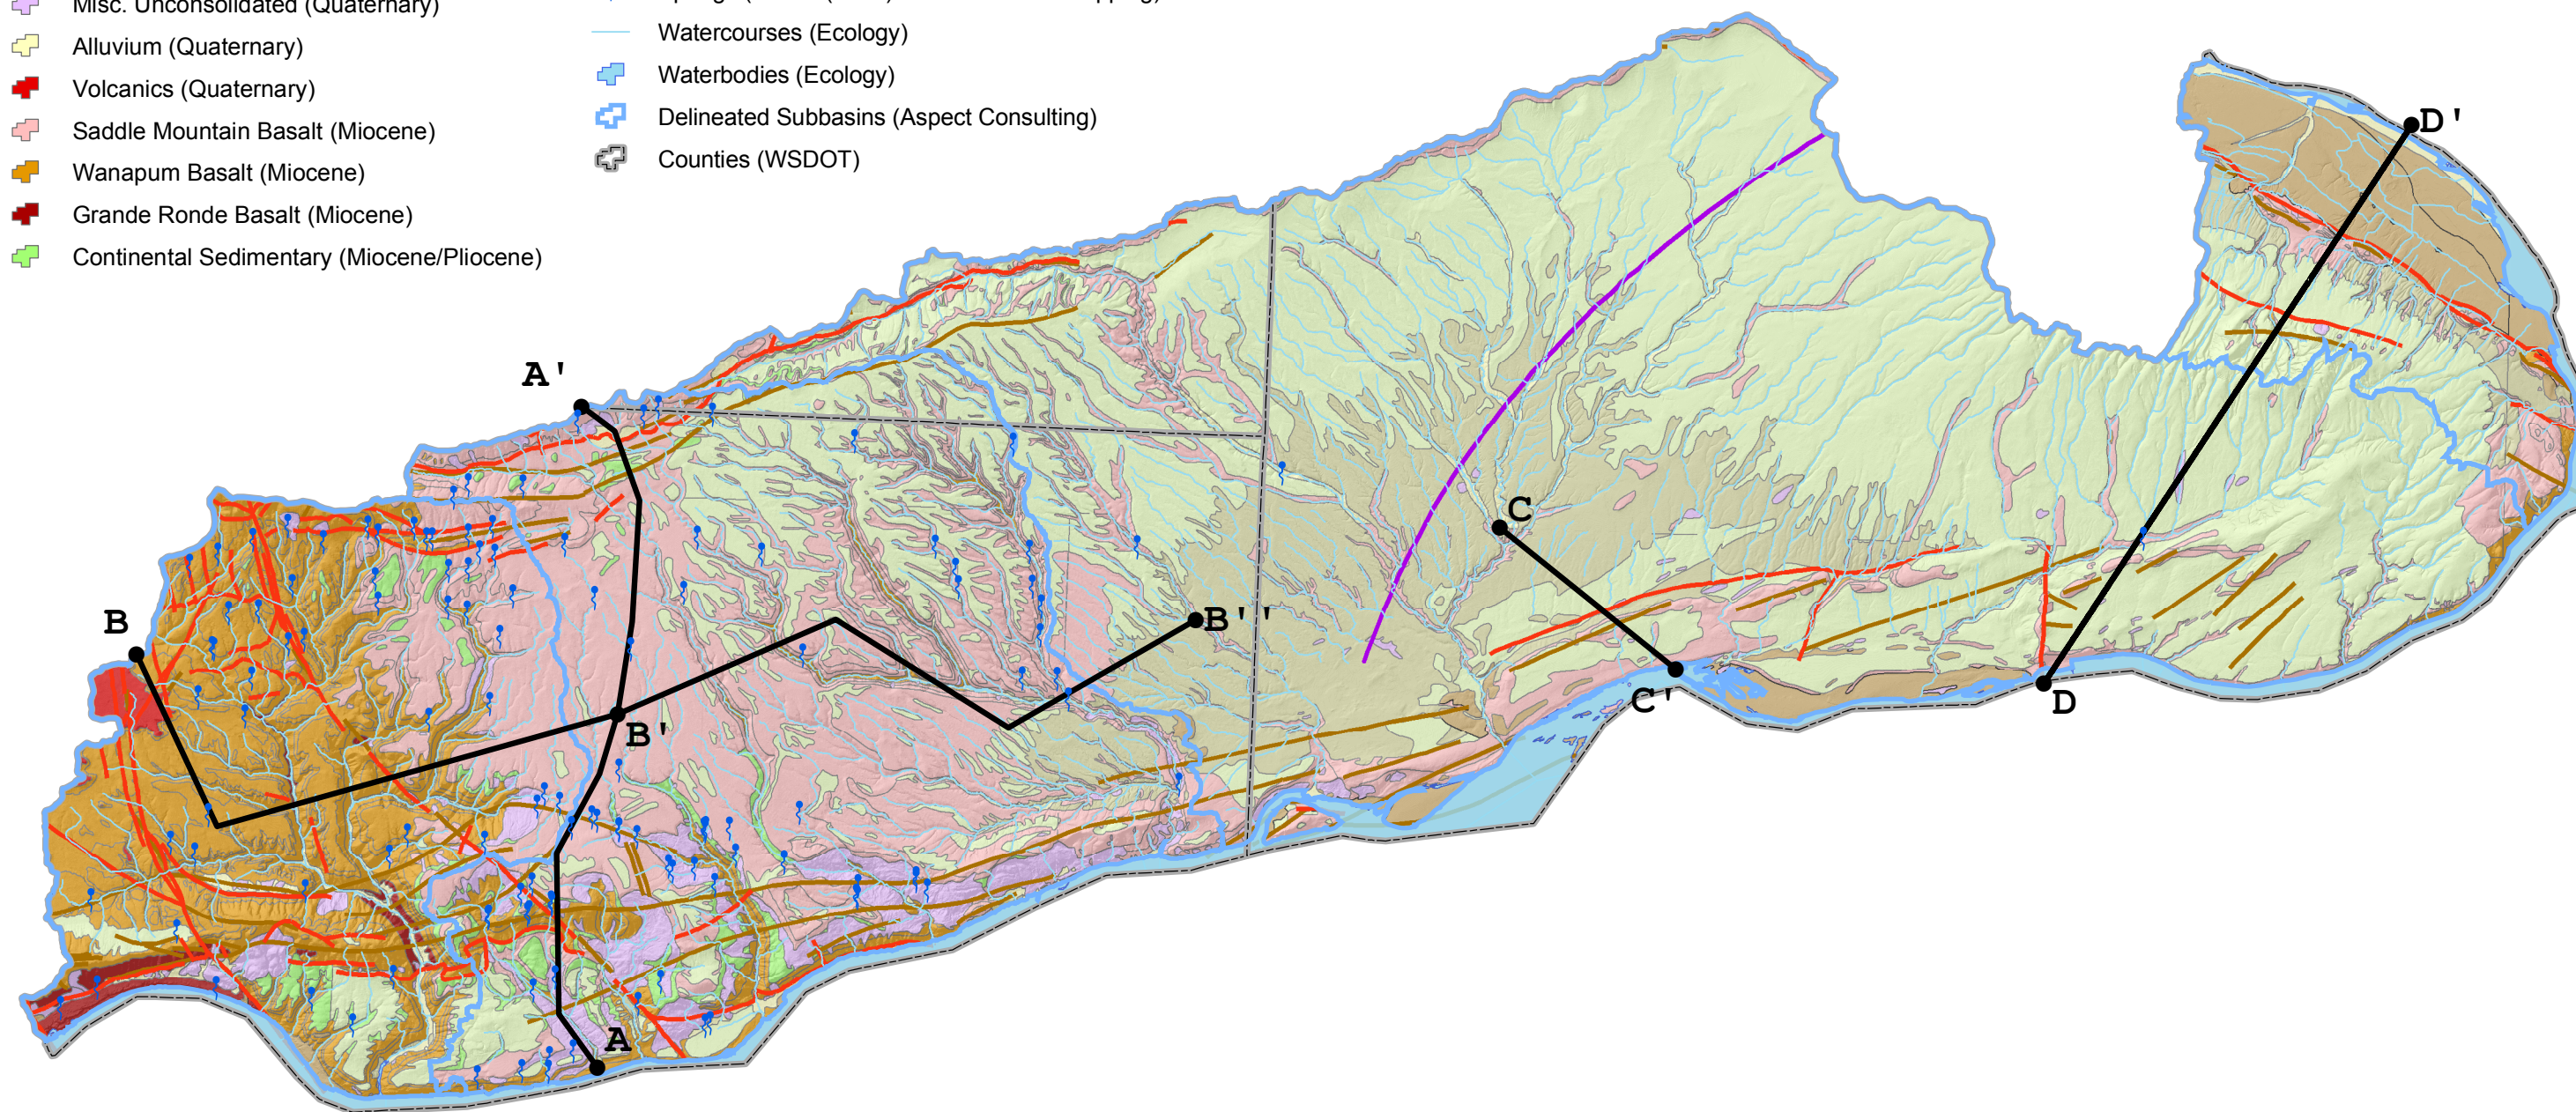 Misc. Unconsolidated (Quaternary)
Alluvium (Quaternary)
Volcanics (Quaternary)
Saddle Mountain Basalt (Miocene)
Wanapum Basalt (Miocene)
Grande Ronde Basalt (Miocene)
Continental Sedimentary (Miocene/Pliocene)
Watercourses (Ecology)
Waterbodies (Ecology)
Delineated Subbasins (Aspect Consulting)
Counties (WSDOT)
D'
A'
C
B
B''
B'
C'
D
A